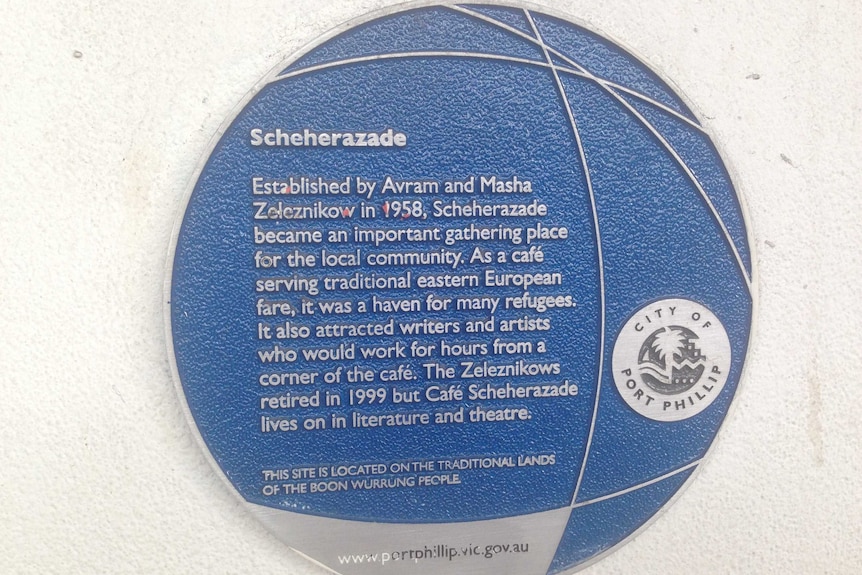 Scheherazade
Established by Avram and Masha
Zeleznikow in 1958, Scheherazade
became an important gathering place
for the local community. As a café
serving traditional eastern European
fare, it was a haven for many refugees.
It also attracted writers and artists
who would work for hours from a
corner of the café. The Zeleznikows
retired in 1999 but Café Scheherazade
lives on in literature and theatre.
CITY OF
PORT PHILLIP
THIS SITE IS LOCATED ON THE TRADITIONAL LANDS
OF THE BOON WURRUNG PEOPLE.
www.portphillip.vic.gov.au